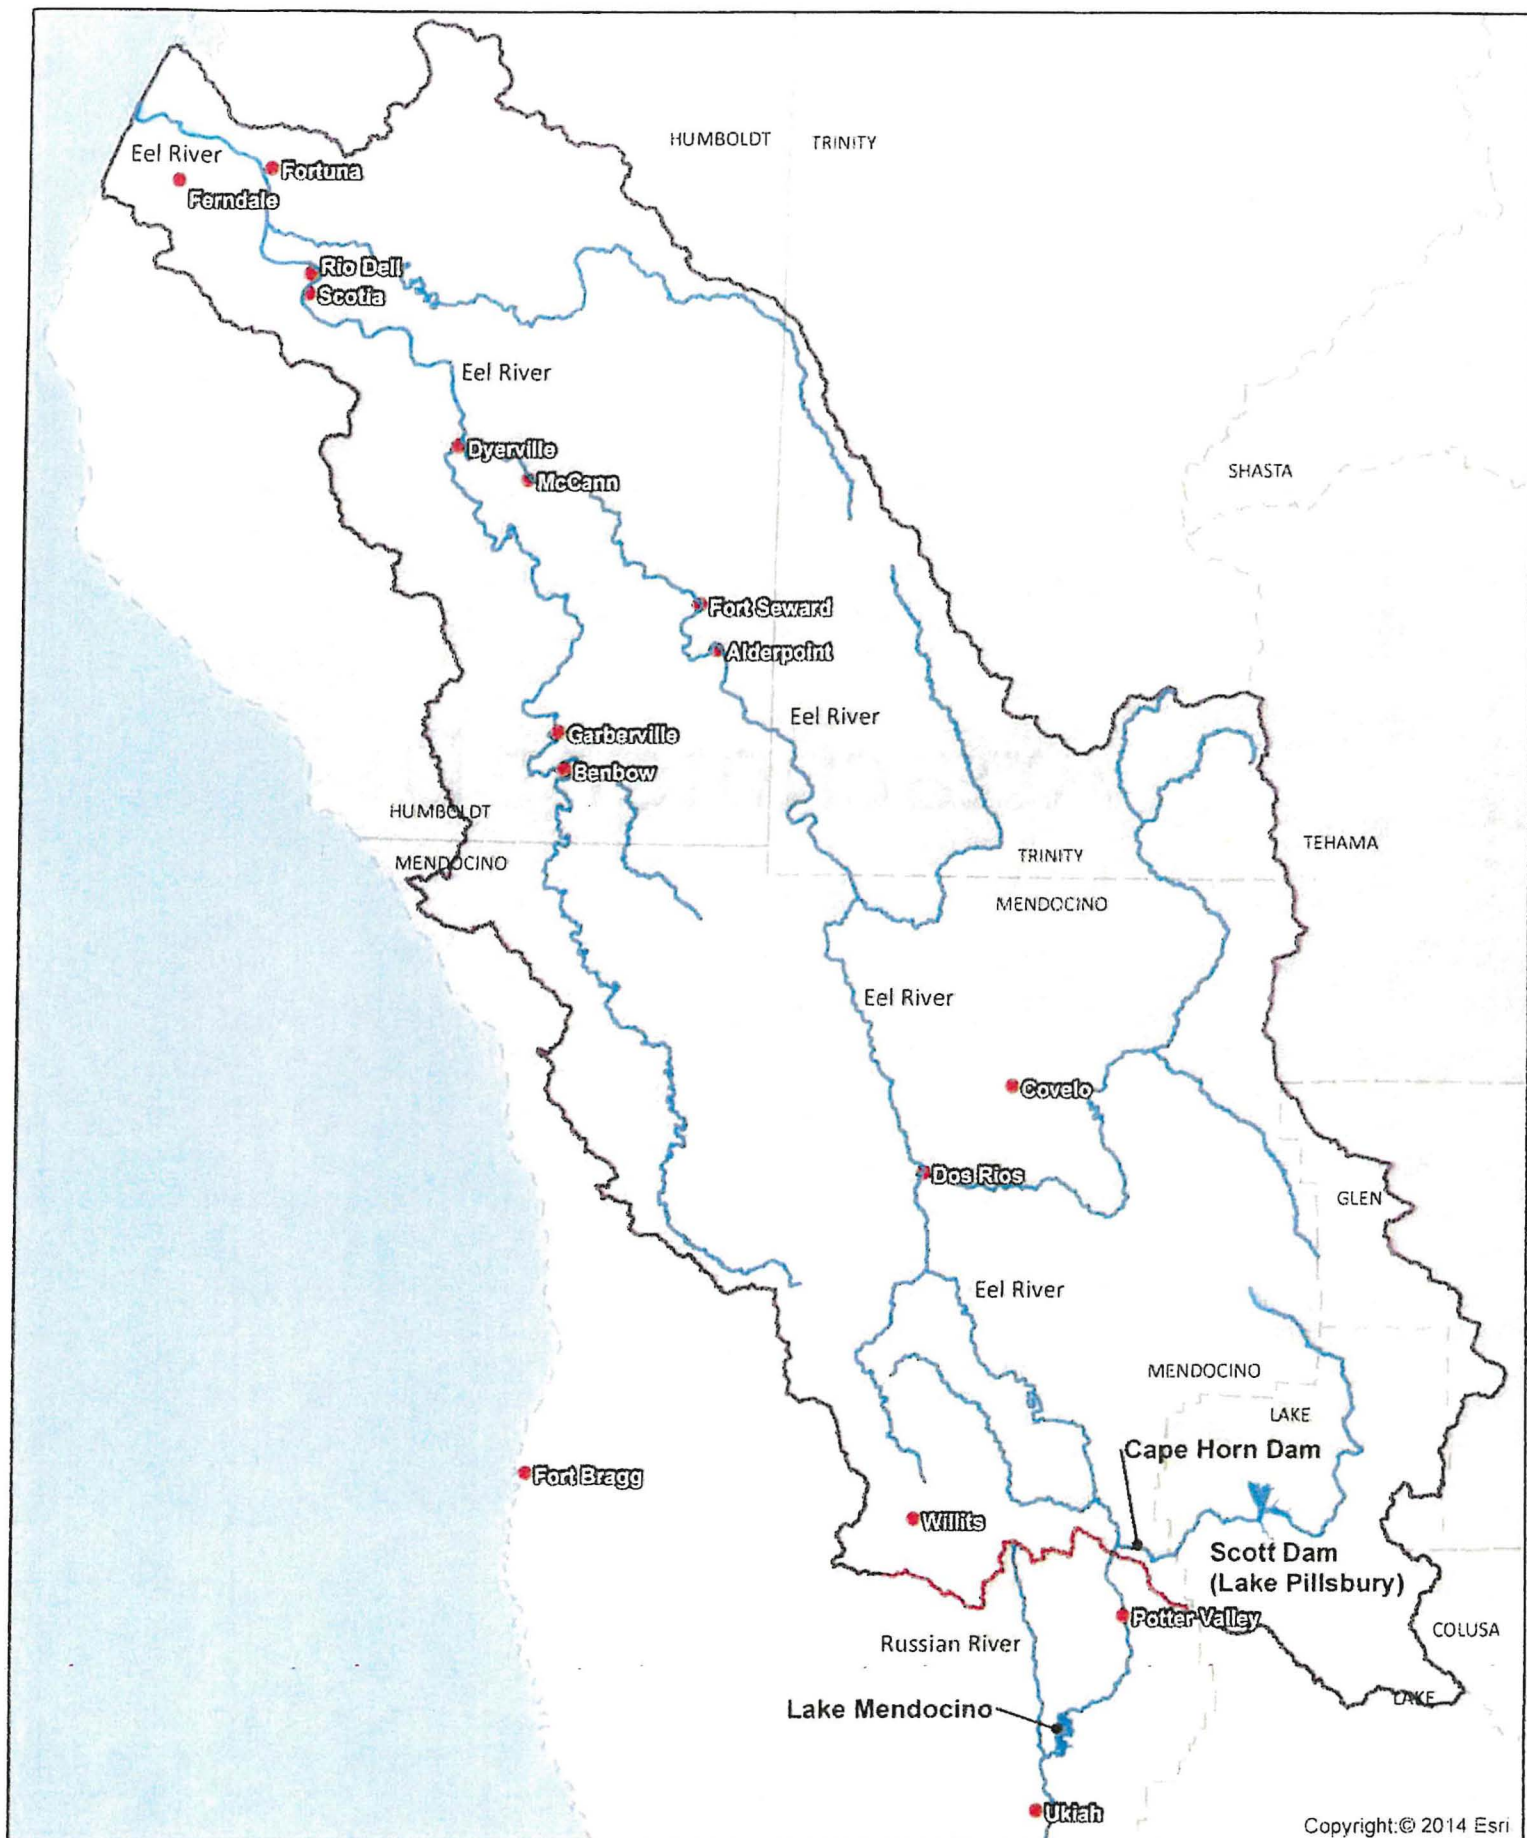 HUMBOLDT
TRINITY
Eel River
Fortuna
Ferndale
Rio Dell
Scotia
Eel River
Dyerville
McCann
SHASTA
Fort Seward
Alderpoint
Eel River
Garberville
Benbow
HUMBOLDT
MENDOCINO
TRINITY
MENDOCINO
TEHAMA
Eel River
Covelo
Dos Rios
GLEN
Eel River
MENDOCINO
LAKE
Cape Horn Dam
Fort Bragg
Willits
Scott Dam
(Lake Pillsbury)
Potter Valley
COLUSA
Russian River
LAKE
Lake Mendocino
Ukiah
Copyright:© 2014 Esri